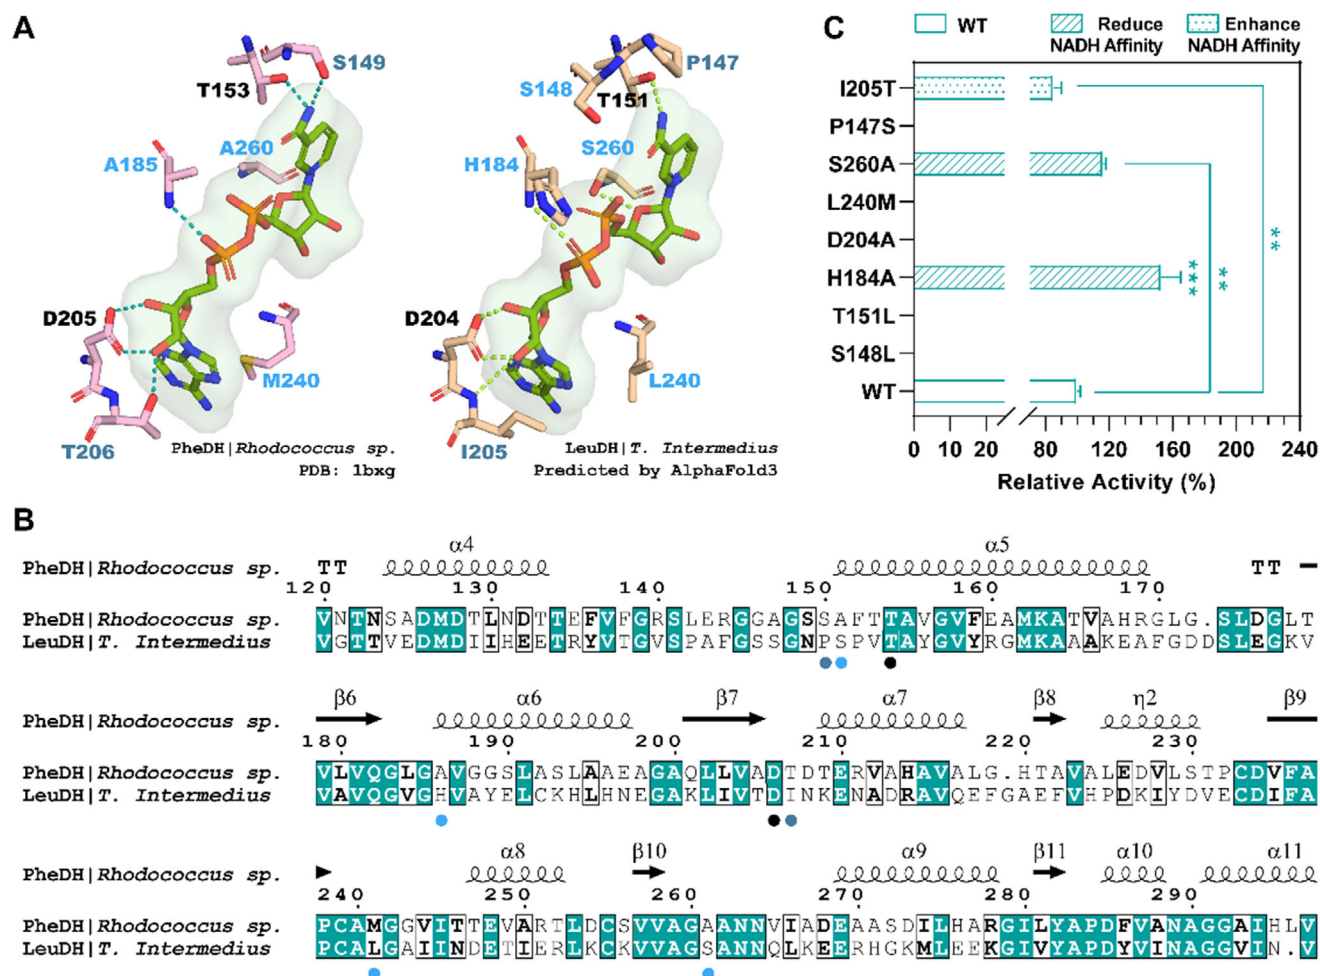 A
S149
T153
A260
A185
D205
M240
T206
PheDH|Rhodococcus sp.
PDB: 1bxg
P147
S148
T151
S260
H184
D204
L240
I205
LeuDH|T. Intermedius
Predicted by AlphaFold3
C
WT
Reduce NADH Affinity
Enhance NADH Affinity
I205T
P147S
S260A
L240M
D204A
H184A
T151L
S148L
WT
***
**
**
0 10 20 80 120 160 200 240
Relative Activity (%)
B
α4 α5
PheDH|Rhodococcus sp. TT TT
120 130 140 150 160 170
PheDH|Rhodococcus sp. VNTNSADMDTLNDTTEFVFGRSLERGGAGSSAFTTAVGVFEAMKATVAHRGLG.SLDGLT
LeuDH|T. Intermedius VGTTVEDMDIIHEETRYVTGVSPAFGSSGNPSPVTAYGVYRGMKAAAKEAFGDDSLEGKV
β6 α6 β7 α7 β8 η2 β9
PheDH|Rhodococcus sp.
180 190 200 210 220 230
PheDH|Rhodococcus sp. VLVQGLGAVGGSLASLAAEAGAQLLVADTDTERVAHAVALG.HTAVALEDVLSTPCDVFA
LeuDH|T. Intermedius VAVQGVGHVAYELCKHLHNEGAKLIVTDINKENADRAVQEFGAEFVHPDKIYDVECDIFA
α8 β10 α9 β11 α10 α11
PheDH|Rhodococcus sp.
240 250 260 270 280 290
PheDH|Rhodococcus sp. PCAMGGVITTEVARTLDCSVVAGAANNVIADEAASDILHARGILYAPDFVANAGGAIHLV
LeuDH|T. Intermedius PCALGAIINDETIERLKCKVVAGSANNQLKEERHGKMLEEKGIVYAPDYVINAGGVIN.V